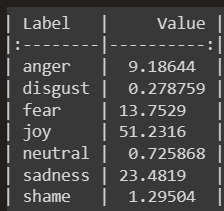 | Label | Value |
|:--------|----------:|
| anger | 9.18644 |
| disgust | 0.278759 |
| fear | 13.7529 |
| joy | 51.2316 |
| neutral | 0.725868 |
| sadness | 23.4819 |
| shame | 1.29504 |